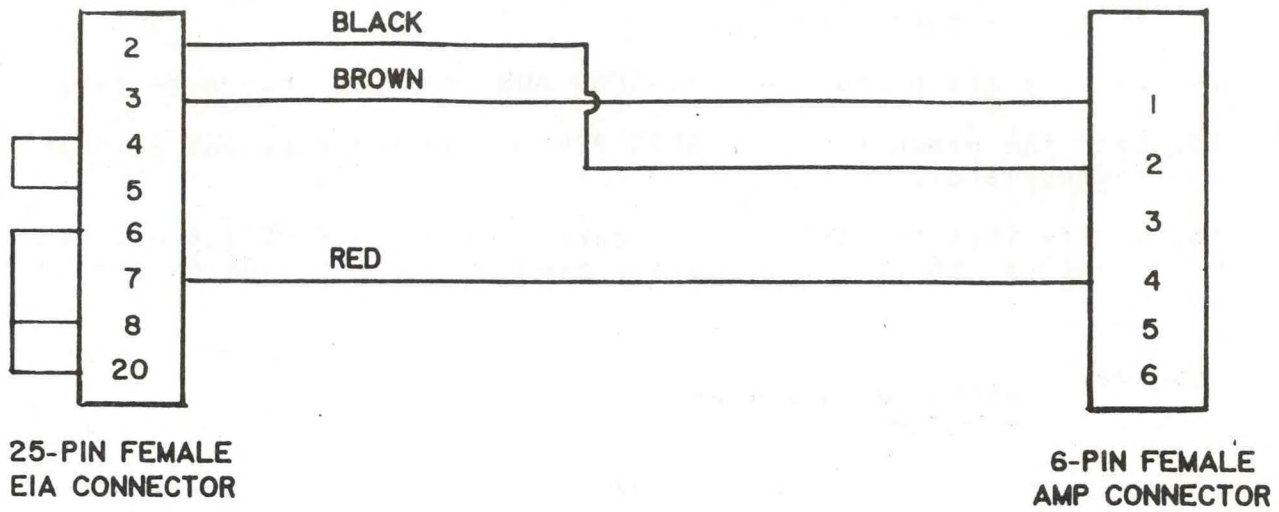 BLACK
BROWN
RED
2
3
4
5
6
7
8
20
1
2
3
4
5
6
25-PIN FEMALE
EIA CONNECTOR
6-PIN FEMALE
AMP CONNECTOR